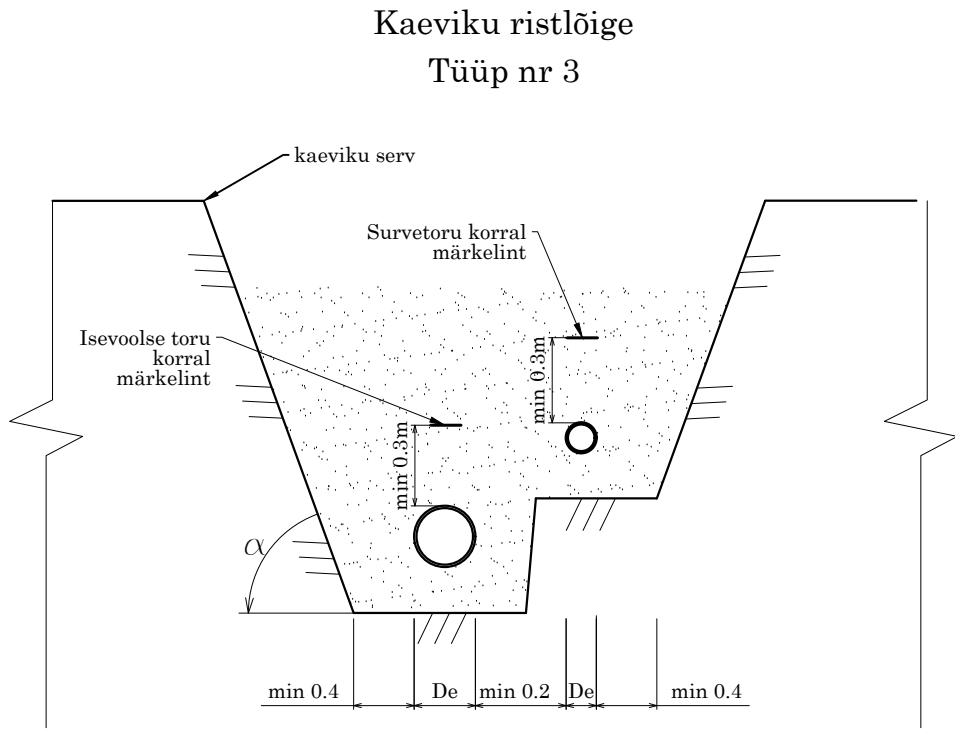 Kaeviku ristlõige
Tüüp nr 3
kaeviku serv
Survetoru korral
märkelint
Isevoolse toru
korral
märkelint
min 0.3m
min 0.3m
α
min 0.4
De
min 0.2
De
min 0.4